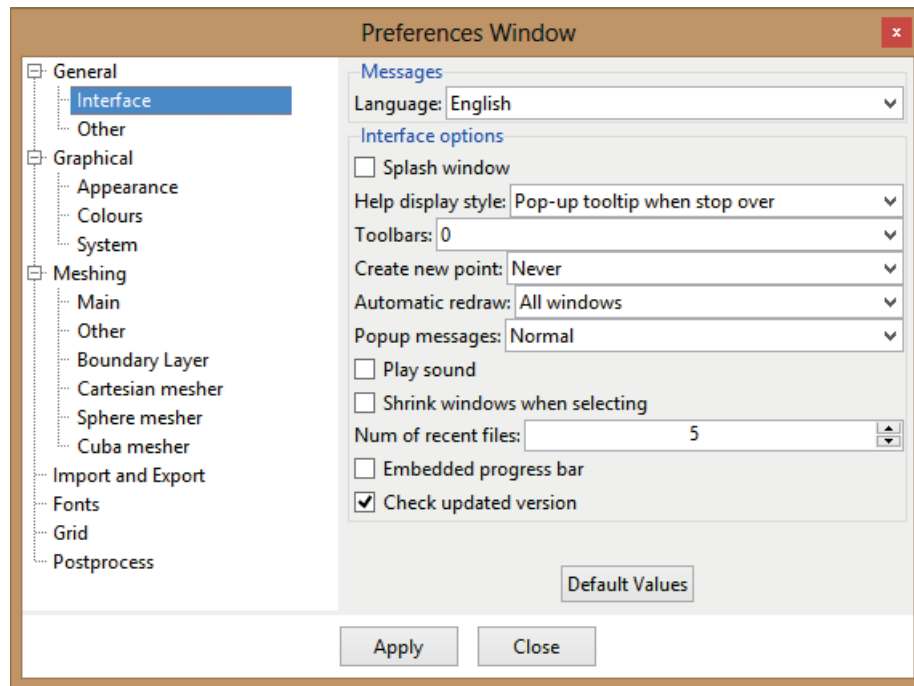 Preferences Window
x
General
Interface
Other
Graphical
Appearance
Colours
System
Meshing
Main
Other
Boundary Layer
Cartesian mesher
Sphere mesher
Cuba mesher
Import and Export
Fonts
Grid
Postprocess
Messages
Language: English
Interface options
Splash window
Help display style: Pop-up tooltip when stop over
Toolbars: 0
Create new point: Never
Automatic redraw: All windows
Popup messages: Normal
Play sound
Shrink windows when selecting
Num of recent files: 5
Embedded progress bar
Check updated version
Default Values
Apply Close